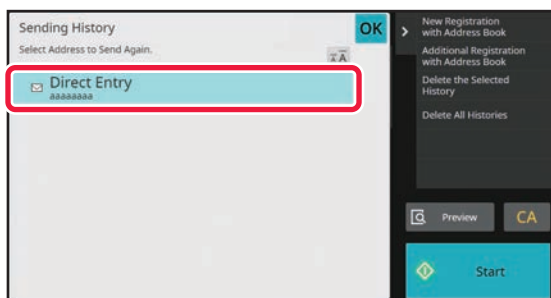 Sending History
OK
Select Address to Send Again.
Direct Entry
aaaaaaaa
New Registration
with Address Book
Additional Registration
with Address Book
Delete the Selected
History
Delete All Histories
Preview
CA
Start